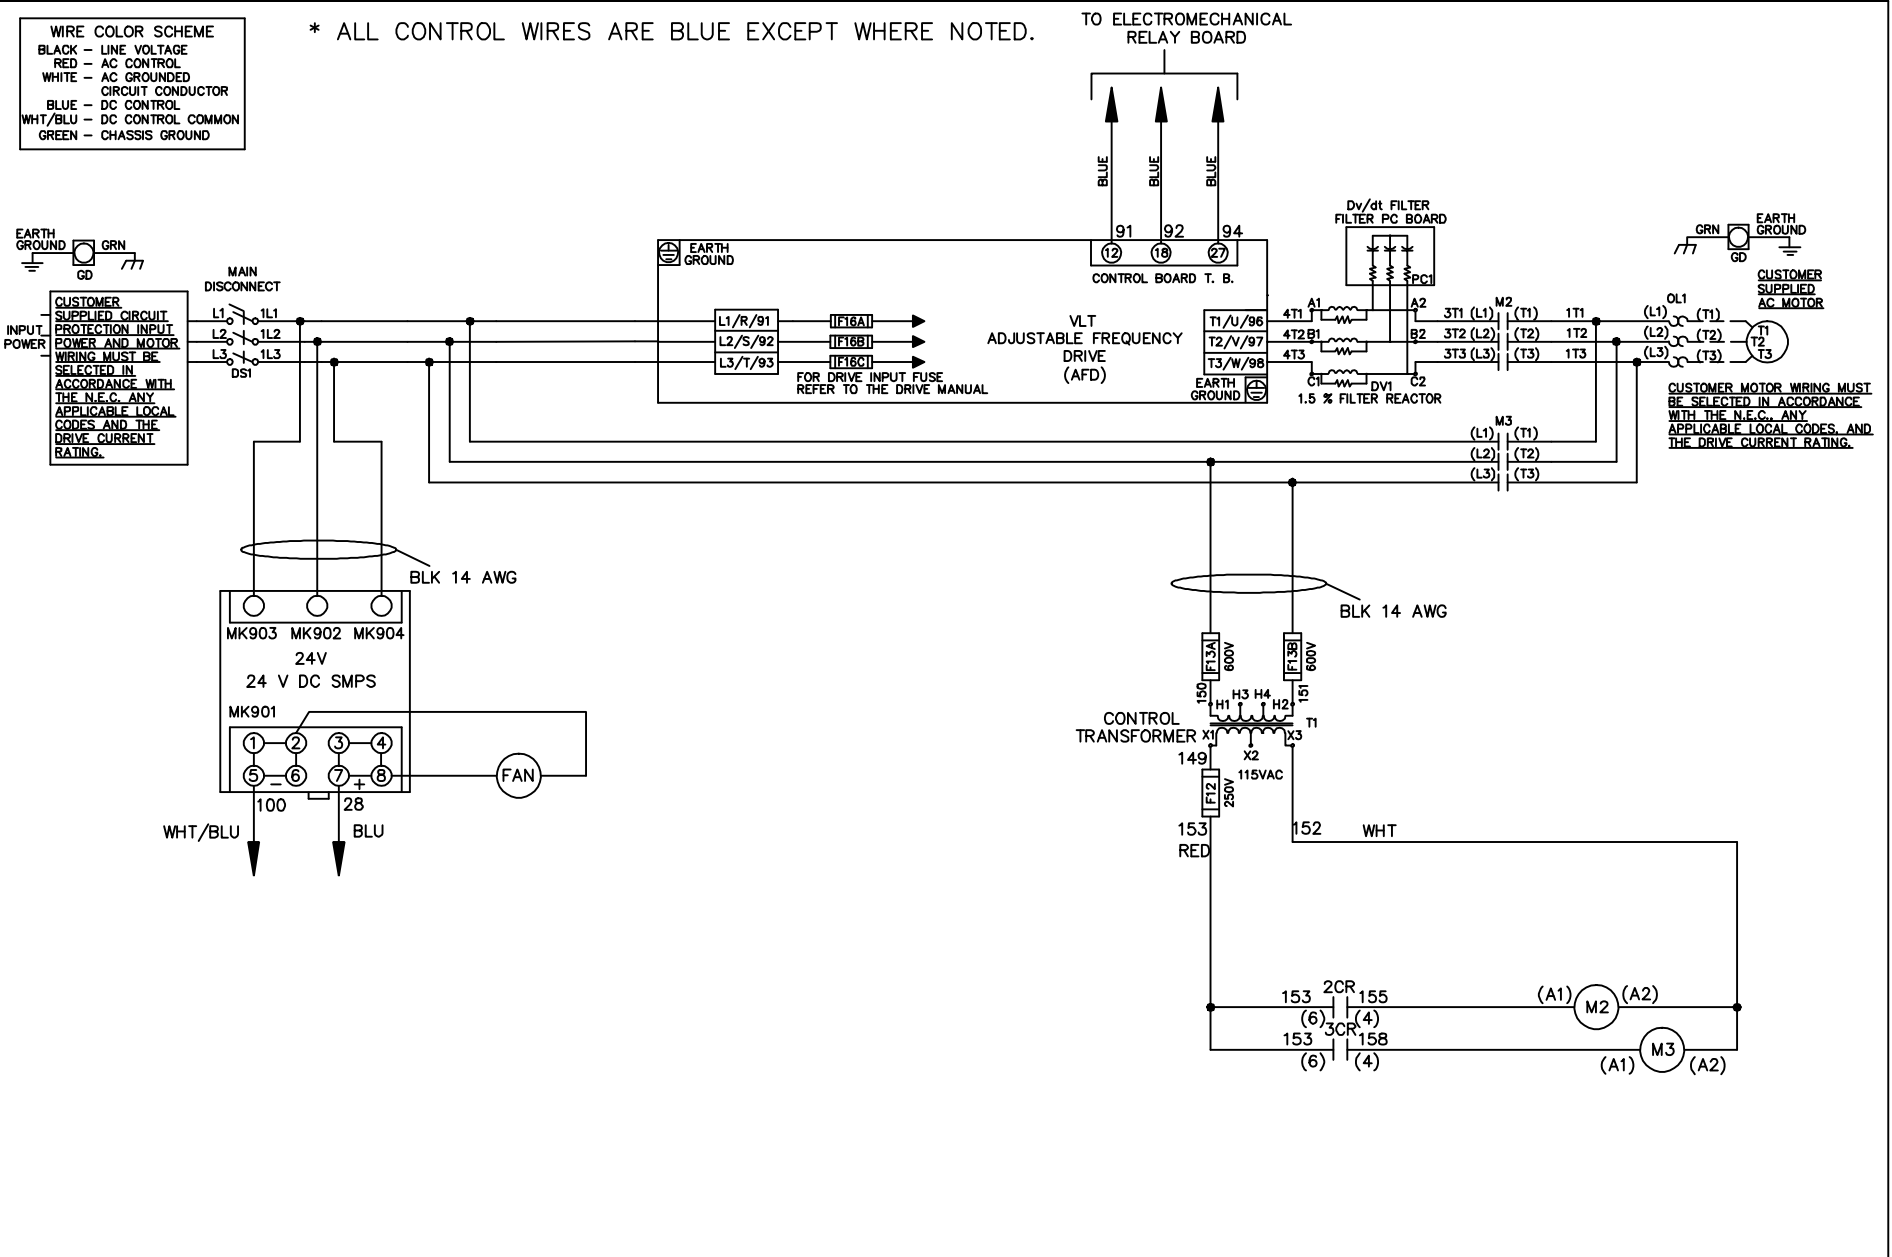 WIRE COLOR SCHEME
BLACK – LINE VOLTAGE
RED – AC CONTROL
WHITE – AC GROUNDED
CIRCUIT CONDUCTOR
BLUE – DC CONTROL
WHT/BLU – DC CONTROL COMMON
GREEN – CHASSIS GROUND
* ALL CONTROL WIRES ARE BLUE EXCEPT WHERE NOTED.
TO ELECTROMECHANICAL
RELAY BOARD
BLUE
BLUE
BLUE
91
92
94
12
18
27
CONTROL BOARD T. B.
EARTH
GROUND
GRN
GD
INPUT
POWER
CUSTOMER
SUPPLIED CIRCUIT
PROTECTION INPUT
POWER AND MOTOR
WIRING MUST BE
SELECTED IN
ACCORDANCE WITH
THE N.E.C. ANY
APPLICABLE LOCAL
CODES AND THE
DRIVE CURRENT
RATING.
MAIN
DISCONNECT
L1
1L1
L2
1L2
L3
1L3
DS1
EARTH
GROUND
L1/R/91
L2/S/92
L3/T/93
F16A
F16B
F16C
FOR DRIVE INPUT FUSE
REFER TO THE DRIVE MANUAL
VLT
ADJUSTABLE FREQUENCY
DRIVE
(AFD)
T1/U/96
T2/V/97
T3/W/98
EARTH
GROUND
Dv/dt FILTER
FILTER PC BOARD
PC1
4T1
A1
A2
4T2
B1
B2
4T3
C1
C2
DV1
1.5 % FILTER REACTOR
M2
3T1 (L1) (T1) 1T1
3T2 (L2) (T2) 1T2
3T3 (L3) (T3) 1T3
OL1
(L1) (T1)
(L2) (T2)
(L3) (T3)
T1
T2
T3
GRN
GD
EARTH
GROUND
CUSTOMER
SUPPLIED
AC MOTOR
CUSTOMER MOTOR WIRING MUST
BE SELECTED IN ACCORDANCE
WITH THE N.E.C., ANY
APPLICABLE LOCAL CODES, AND
THE DRIVE CURRENT RATING.
M3
(L1) (T1)
(L2) (T2)
(L3) (T3)
BLK 14 AWG
MK903 MK902 MK904
24V
24 V DC SMPS
MK901
1 2 3 4
5 – 6 7 + 8
FAN
100
28
WHT/BLU
BLU
BLK 14 AWG
F13A
600V
F13B
600V
150
151
H1 H3 H4 H2
T1
CONTROL
TRANSFORMER
X1
X2
X3
149
115VAC
F12
250V
153
RED
152
WHT
2CR
153
155
(6)
(4)
(A1)
M2
(A2)
3CR
153
158
(6)
(4)
(A1)
M3
(A2)